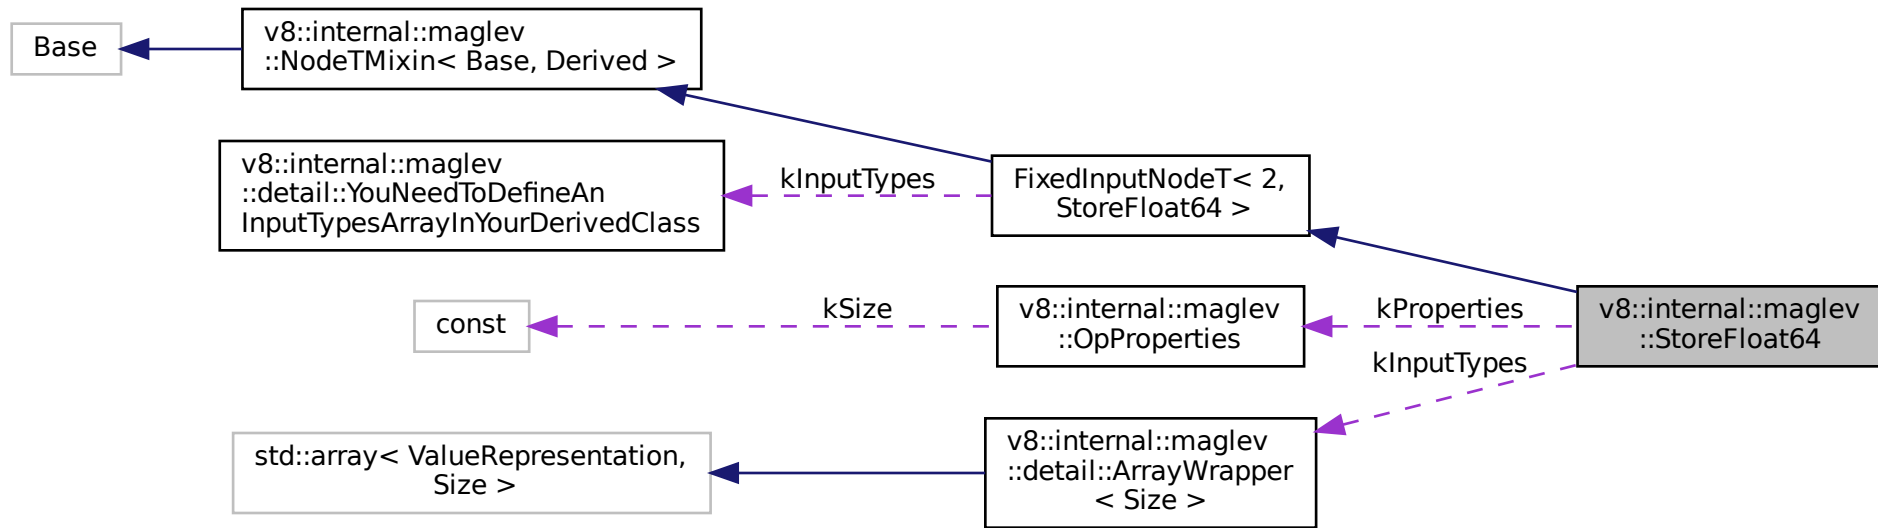 Base
v8::internal::maglev
::NodeTMixin< Base, Derived >
v8::internal::maglev
::detail::YouNeedToDefineAn
InputTypesArrayInYourDerivedClass
kInputTypes
FixedInputNodeT< 2,
StoreFloat64 >
const
kSize
v8::internal::maglev
::OpProperties
kProperties
v8::internal::maglev
::StoreFloat64
kInputTypes
std::array< ValueRepresentation,
Size >
v8::internal::maglev
::detail::ArrayWrapper
< Size >